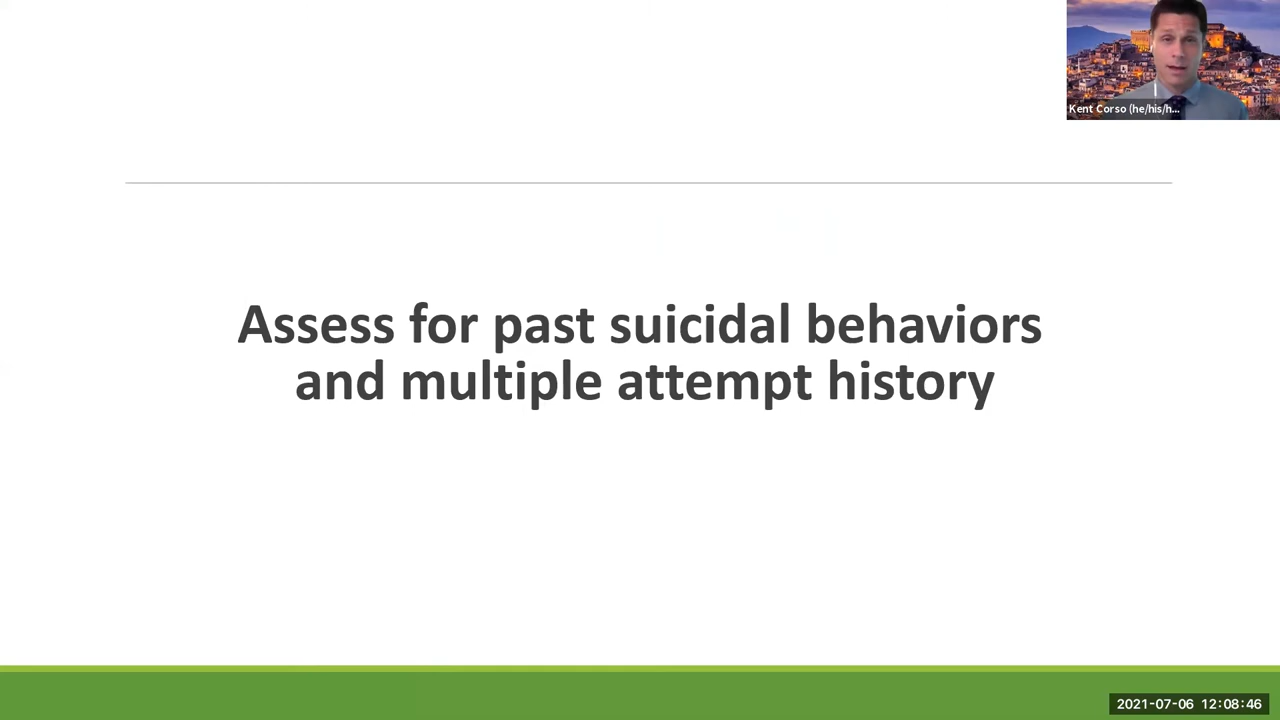 Kent Corso (he/his/h...
Assess for past suicidal behaviors
and multiple attempt history
2021-07-06 12:08:46